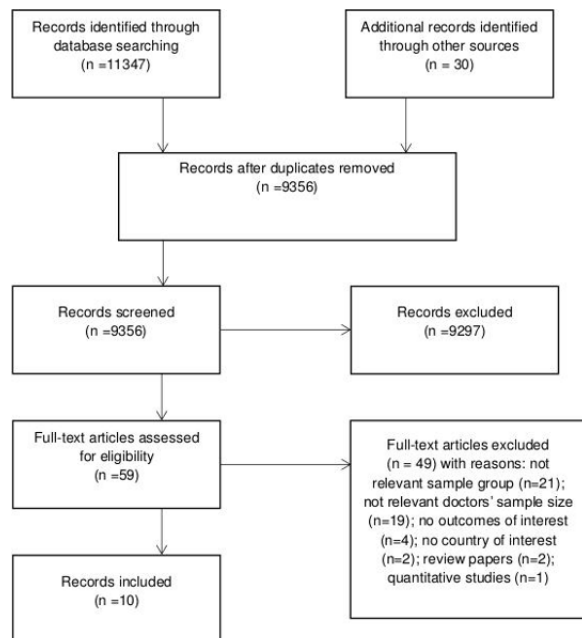 Records identified through
database searching
(n =11347)
Additional records identified
through other sources
(n = 30)
Records after duplicates removed
(n =9356)
Records screened
(n =9356)
Records excluded
(n =9297)
Full-text articles assessed
for eligibility
(n =59)
Full-text articles excluded
(n = 49) with reasons: not
relevant sample group (n=21);
not relevant doctors' sample size
(n=19); no outcomes of interest
(n=4); no country of interest
(n=2); review papers (n=2);
quantitative studies (n=1)
Records included
(n =10)